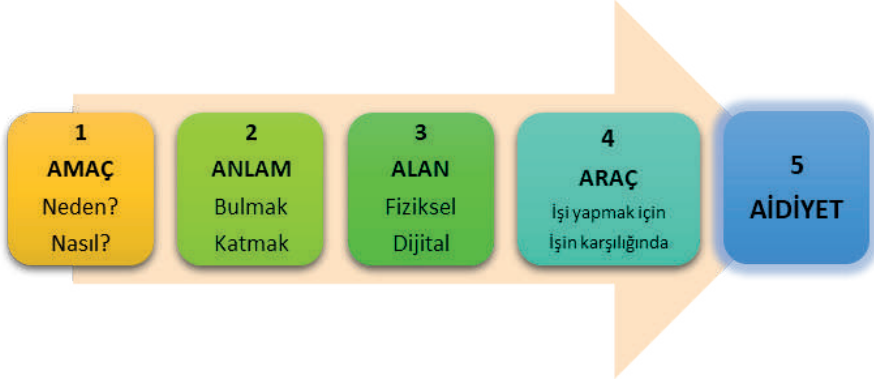 1
AMAÇ
Neden?
Nasıl?
2
ANLAM
Bulmak
Katmak
3
ALAN
Fiziksel
Dijital
4
ARAÇ
İşi yapmak için
İşin karşılığında
5
AİDİYET